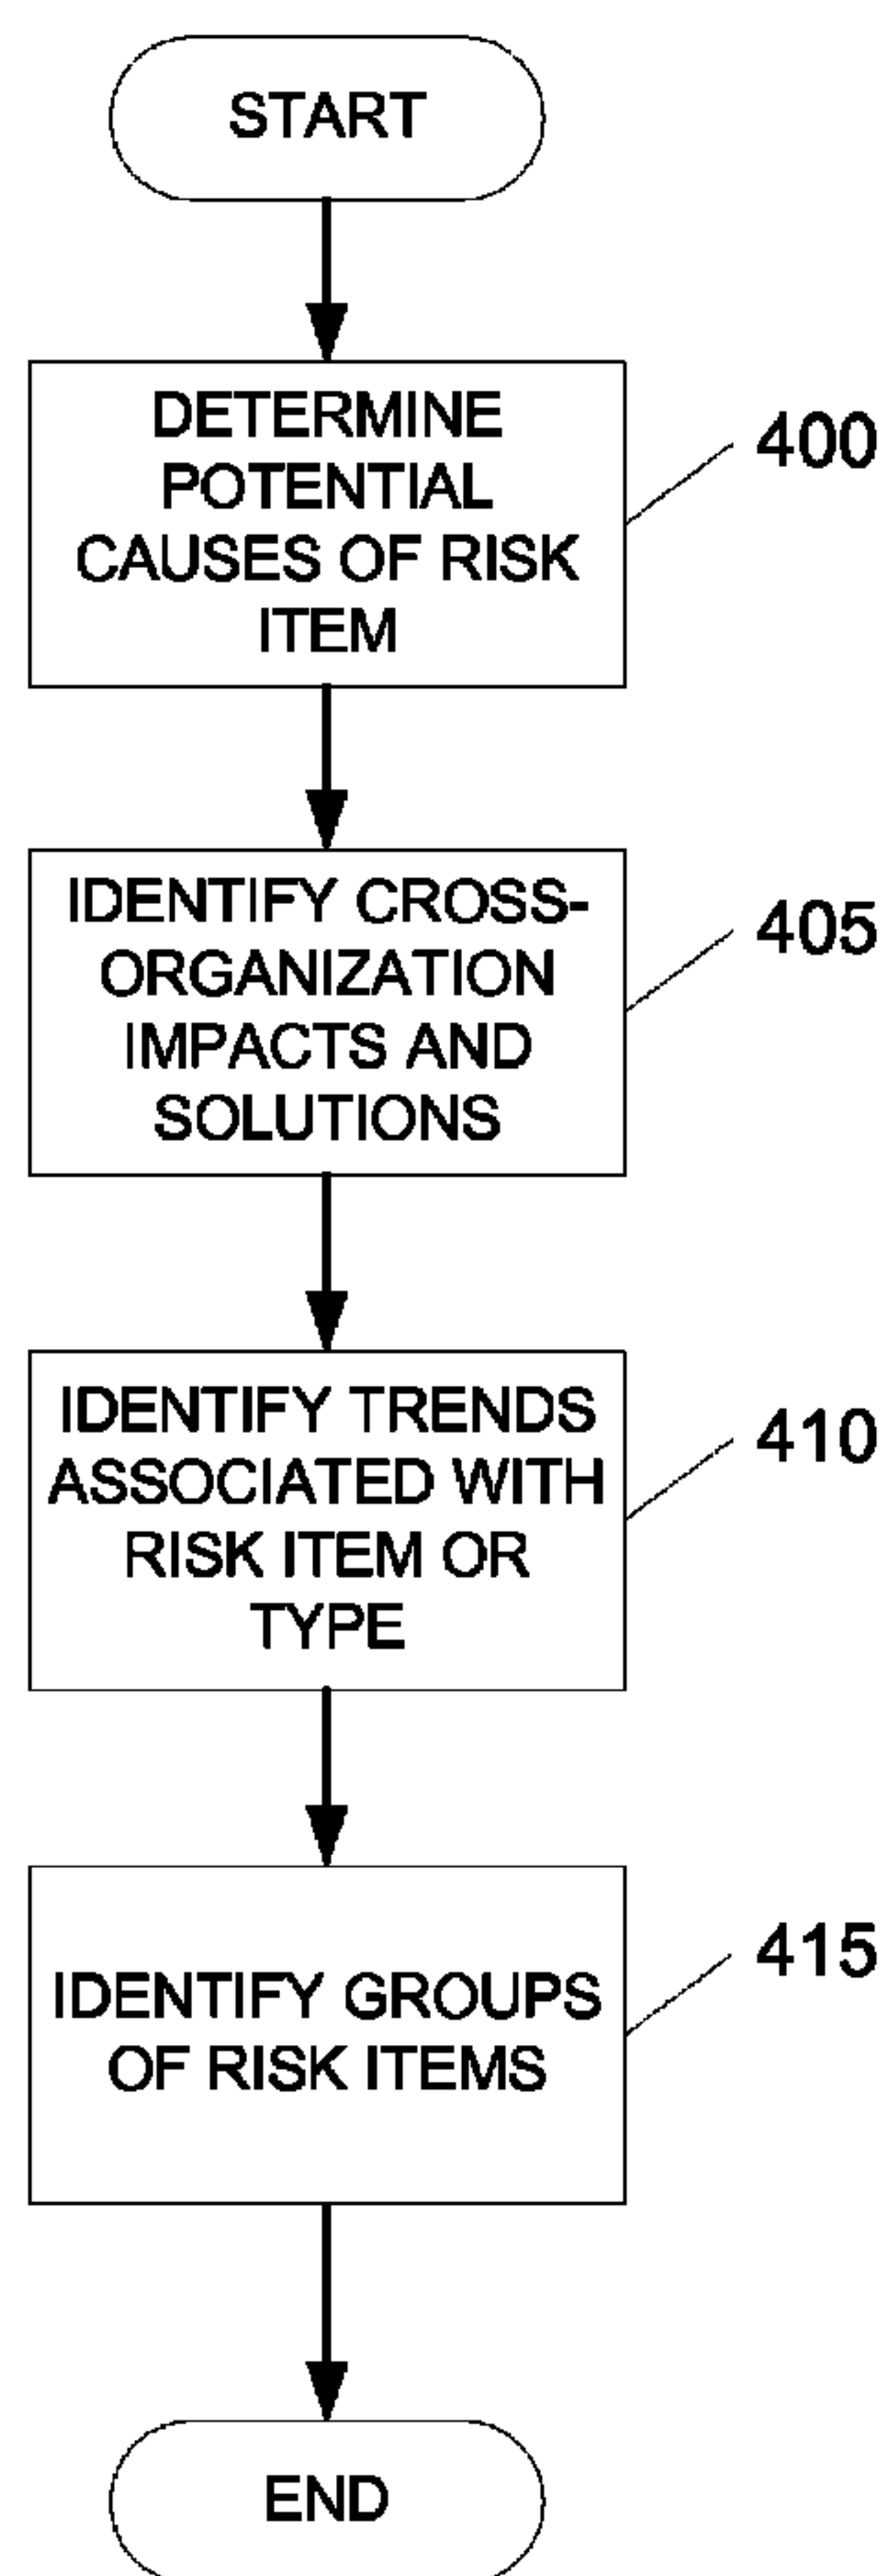 START
DETERMINE
POTENTIAL
CAUSES OF RISK
ITEM
400
IDENTIFY CROSS-
ORGANIZATION
IMPACTS AND
SOLUTIONS
405
IDENTIFY TRENDS
ASSOCIATED WITH
RISK ITEM OR
TYPE
410
IDENTIFY GROUPS
OF RISK ITEMS
415
END